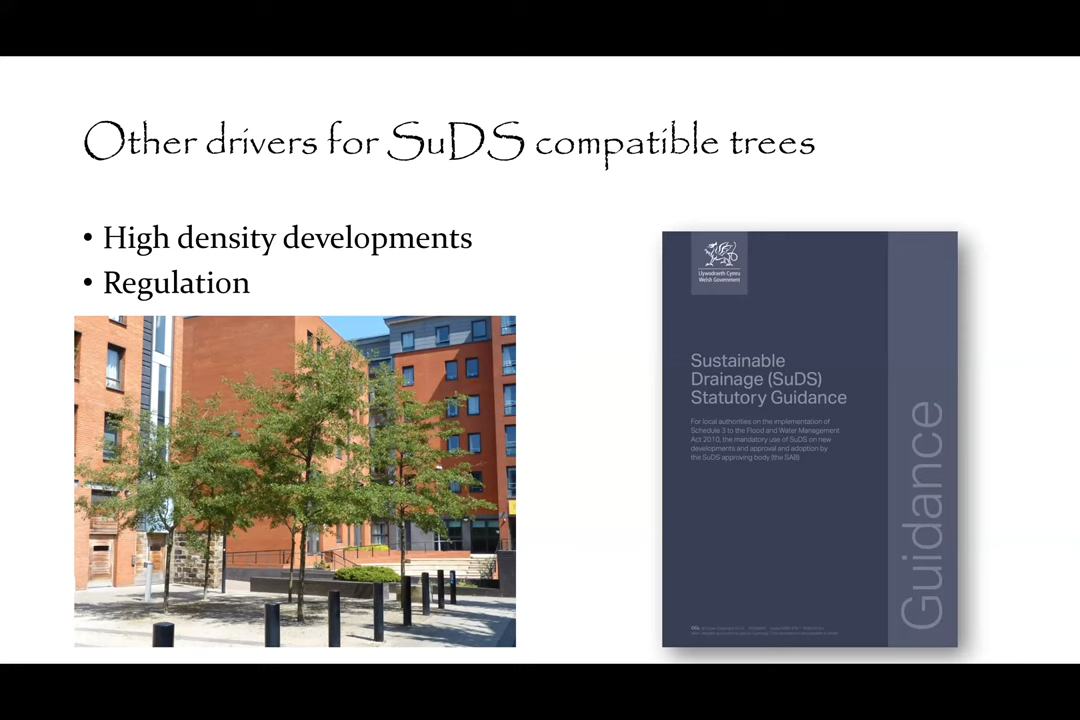 Other drivers for SuDS compatible trees
• High density developments
• Regulation
Llywodraeth Cymru
Welsh Government
Sustainable
Drainage (SuDS)
Statutory Guidance
For local authorities on the implementation of
Schedule 3 to the Flood and Water Management
Act 2010, the mandatory use of SuDS on new
developments and approval and adoption by
the SuDS approving body (the SAB)
Guidance